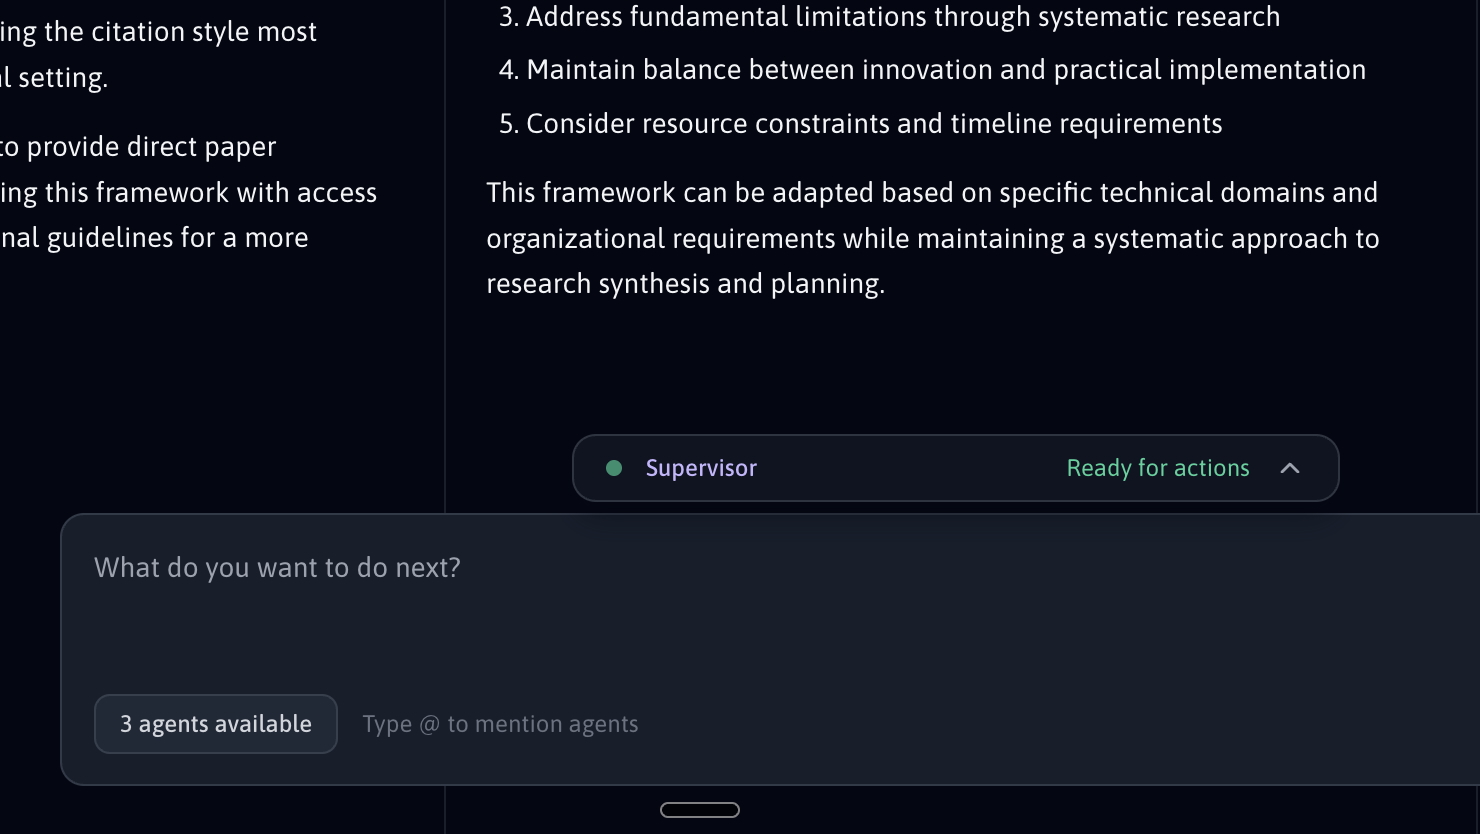 ing the citation style most
l setting.
to provide direct paper
ing this framework with access
nal guidelines for a more
3. Address fundamental limitations through systematic research
4. Maintain balance between innovation and practical implementation
5. Consider resource constraints and timeline requirements
This framework can be adapted based on specific technical domains and
organizational requirements while maintaining a systematic approach to
research synthesis and planning.
Supervisor Ready for actions
What do you want to do next?
3 agents available Type @ to mention agents